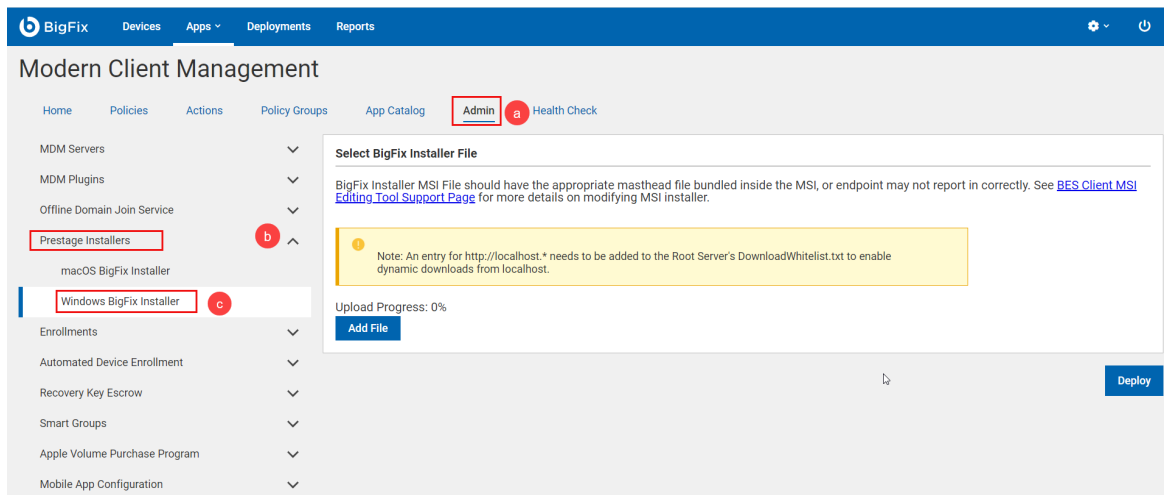 BigFix Devices Apps Deployments Reports
Modern Client Management
Home Policies Actions Policy Groups App Catalog Admin a Health Check
MDM Servers
MDM Plugins
Offline Domain Join Service
Prestage Installers b
macOS BigFix Installer
Windows BigFix Installer c
Enrollments
Automated Device Enrollment
Recovery Key Escrow
Smart Groups
Apple Volume Purchase Program
Mobile App Configuration
Select BigFix Installer File
BigFix Installer MSI File should have the appropriate masthead file bundled inside the MSI, or endpoint may not report in correctly. See BES Client MSI
Editing Tool Support Page for more details on modifying MSI installer.
Note: An entry for http://localhost.* needs to be added to the Root Server's DownloadWhitelist.txt to enable
dynamic downloads from localhost.
Upload Progress: 0%
Add File
Deploy